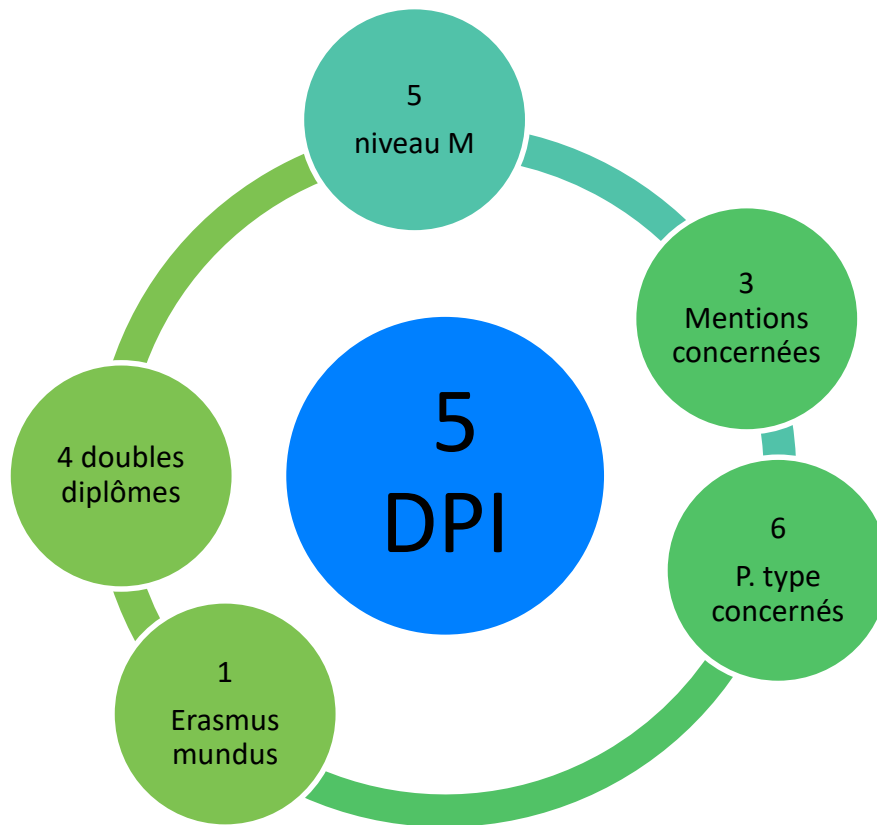 5
niveau M
3
Mentions
concernées
6
P. type
concernés
1
Erasmus
mundus
4 doubles
diplômes
5
DPI